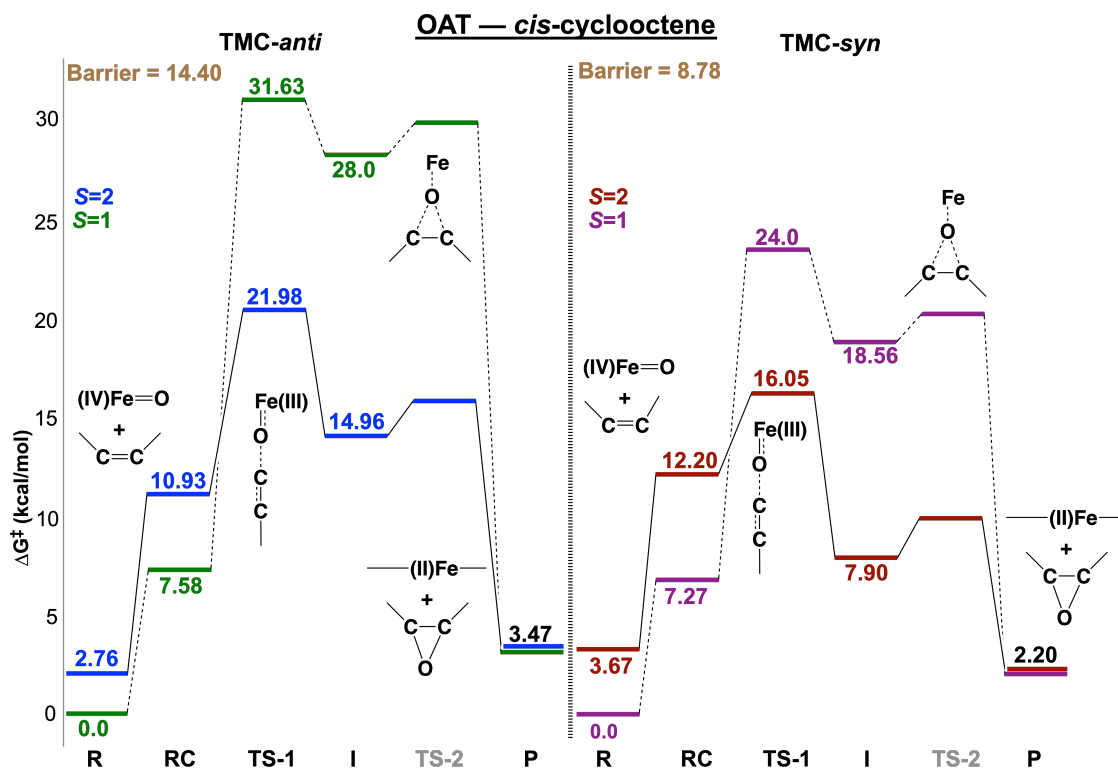 OAT — cis-cyclooctene
TMC-anti
TMC-syn
Barrier = 14.40
Barrier = 8.78
ΔG‡ (kcal/mol)
30
25
20
15
10
5
0
S=2
S=1
31.63
28.0
21.98
14.96
10.93
7.58
2.76
0.0
3.47
(IV)Fe=O
+
C=C
Fe(III)
O
C
C
Fe
O
C–C
(II)Fe
+
C–C
O
S=2
S=1
24.0
18.56
16.05
12.20
7.90
7.27
3.67
0.0
2.20
(IV)Fe=O
+
C=C
Fe(III)
O
C
C
Fe
O
C–C
(II)Fe
+
C–C
O
R RC TS-1 I TS-2 P R RC TS-1 I TS-2 P